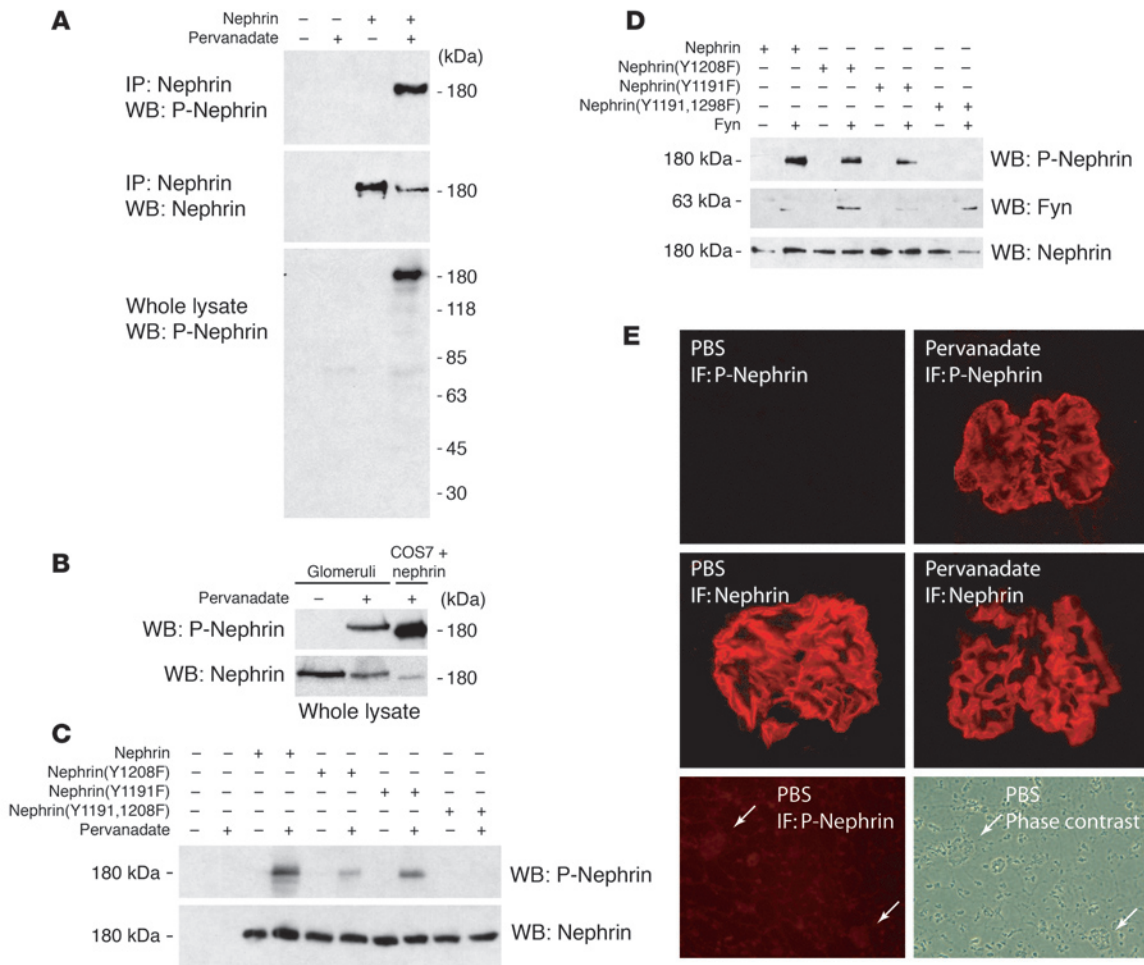 A
Nephrin – – + +
Pervanadate – + – +
(kDa)
IP: Nephrin
WB: P-Nephrin
- 180
IP: Nephrin
WB: Nephrin
- 180
Whole lysate
WB: P-Nephrin
- 180
- 118
- 85
- 63
- 45
- 30
B
Glomeruli
COS7 +
nephrin
Pervanadate – + +
(kDa)
WB: P-Nephrin
- 180
WB: Nephrin
- 180
Whole lysate
C
Nephrin – – + + – – – – – –
Nephrin(Y1208F) – – – – + + – – – –
Nephrin(Y1191F) – – – – – – + + – –
Nephrin(Y1191,1208F) – – – – – – – – + +
Pervanadate – + – + – + – + – +
180 kDa -
WB: P-Nephrin
180 kDa -
WB: Nephrin
D
Nephrin + + – – – – – –
Nephrin(Y1208F) – – + + – – – –
Nephrin(Y1191F) – – – – + + – –
Nephrin(Y1191,1298F) – – – – – – + +
Fyn – + – + – + – +
180 kDa -
WB: P-Nephrin
63 kDa -
WB: Fyn
180 kDa -
WB: Nephrin
E
PBS
IF: P-Nephrin
Pervanadate
IF: P-Nephrin
PBS
IF: Nephrin
Pervanadate
IF: Nephrin
PBS
IF: P-Nephrin
PBS
Phase contrast